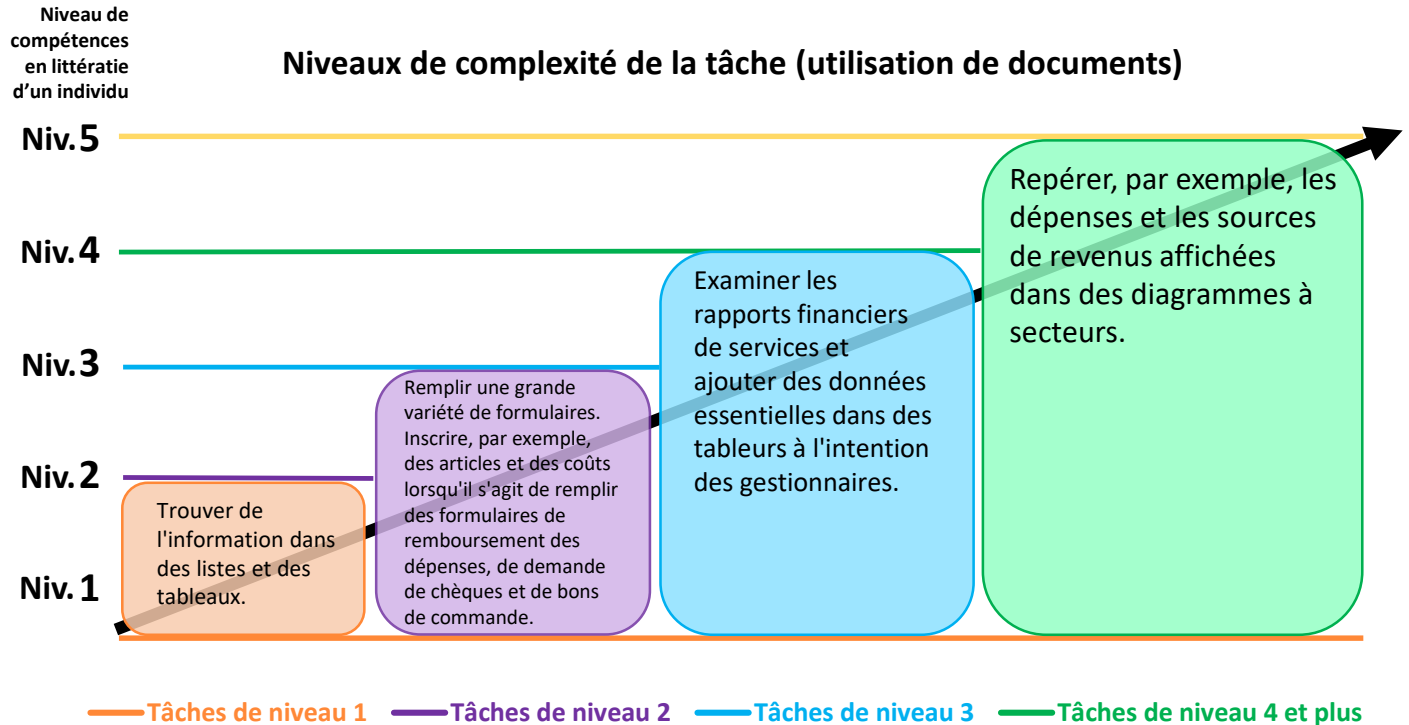 Niveau de
compétences
en littératie
d'un individu
Niveaux de complexité de la tâche (utilisation de documents)
Niv. 5
Niv. 4
Niv. 3
Niv. 2
Niv. 1
Trouver de
l'information dans
des listes et des
tableaux.
Remplir une grande
variété de formulaires.
Inscrire, par exemple,
des articles et des coûts
lorsqu'il s'agit de remplir
des formulaires de
remboursement des
dépenses, de demande
de chèques et de bons
de commande.
Examiner les
rapports financiers
de services et
ajouter des données
essentielles dans des
tableurs à l'intention
des gestionnaires.
Repérer, par exemple, les
dépenses et les sources
de revenus affichées
dans des diagrammes à
secteurs.
Tâches de niveau 1
Tâches de niveau 2
Tâches de niveau 3
Tâches de niveau 4 et plus